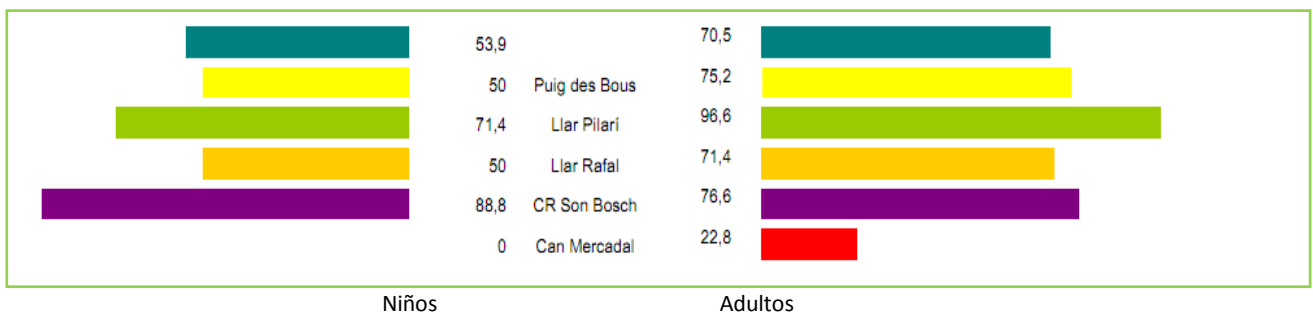 53,9 70,5
50 Puig des Bous 75,2
71,4 Llar Pilarí 96,6
50 Llar Rafal 71,4
88,8 CR Son Bosch 76,6
0 Can Mercadal 22,8
Niños Adultos